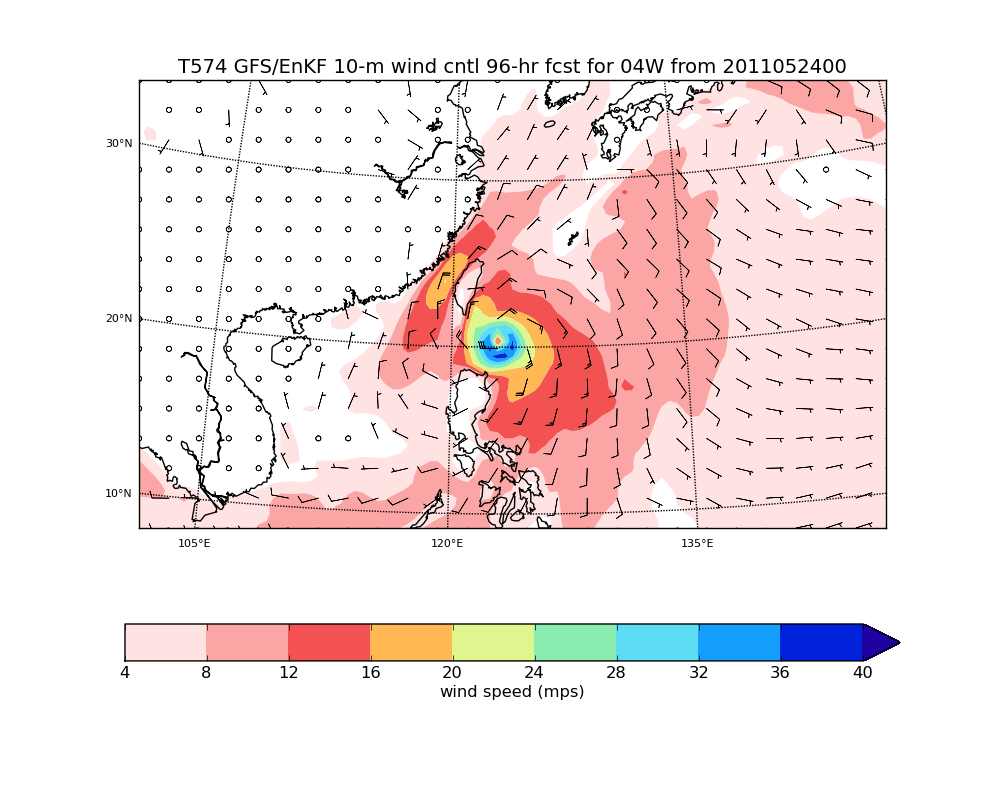 T574 GFS/EnKF 10-m wind cntl 96-hr fcst for 04W from 2011052400
30°N
20°N
10°N
105°E 120°E 135°E
4 8 12 16 20 24 28 32 36 40
wind speed (mps)